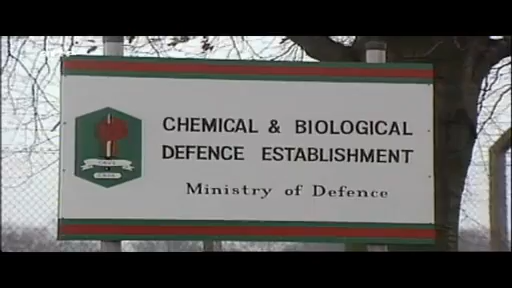 CHEMICAL & BIOLOGICAL
DEFENCE ESTABLISHMENT
Ministry of Defence